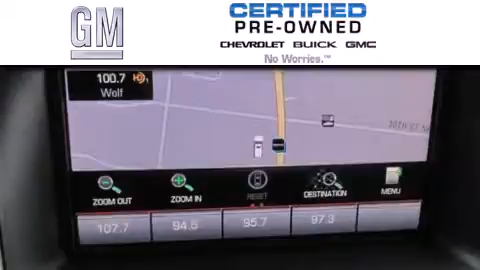 GM
CERTIFIED
PRE-OWNED
CHEVROLET BUICK GMC
No Worries.™
100.7
Wolf
ZOOM OUT
ZOOM IN
RESET
DESTINATION
MENU
107.7
94.5
95.7
97.3